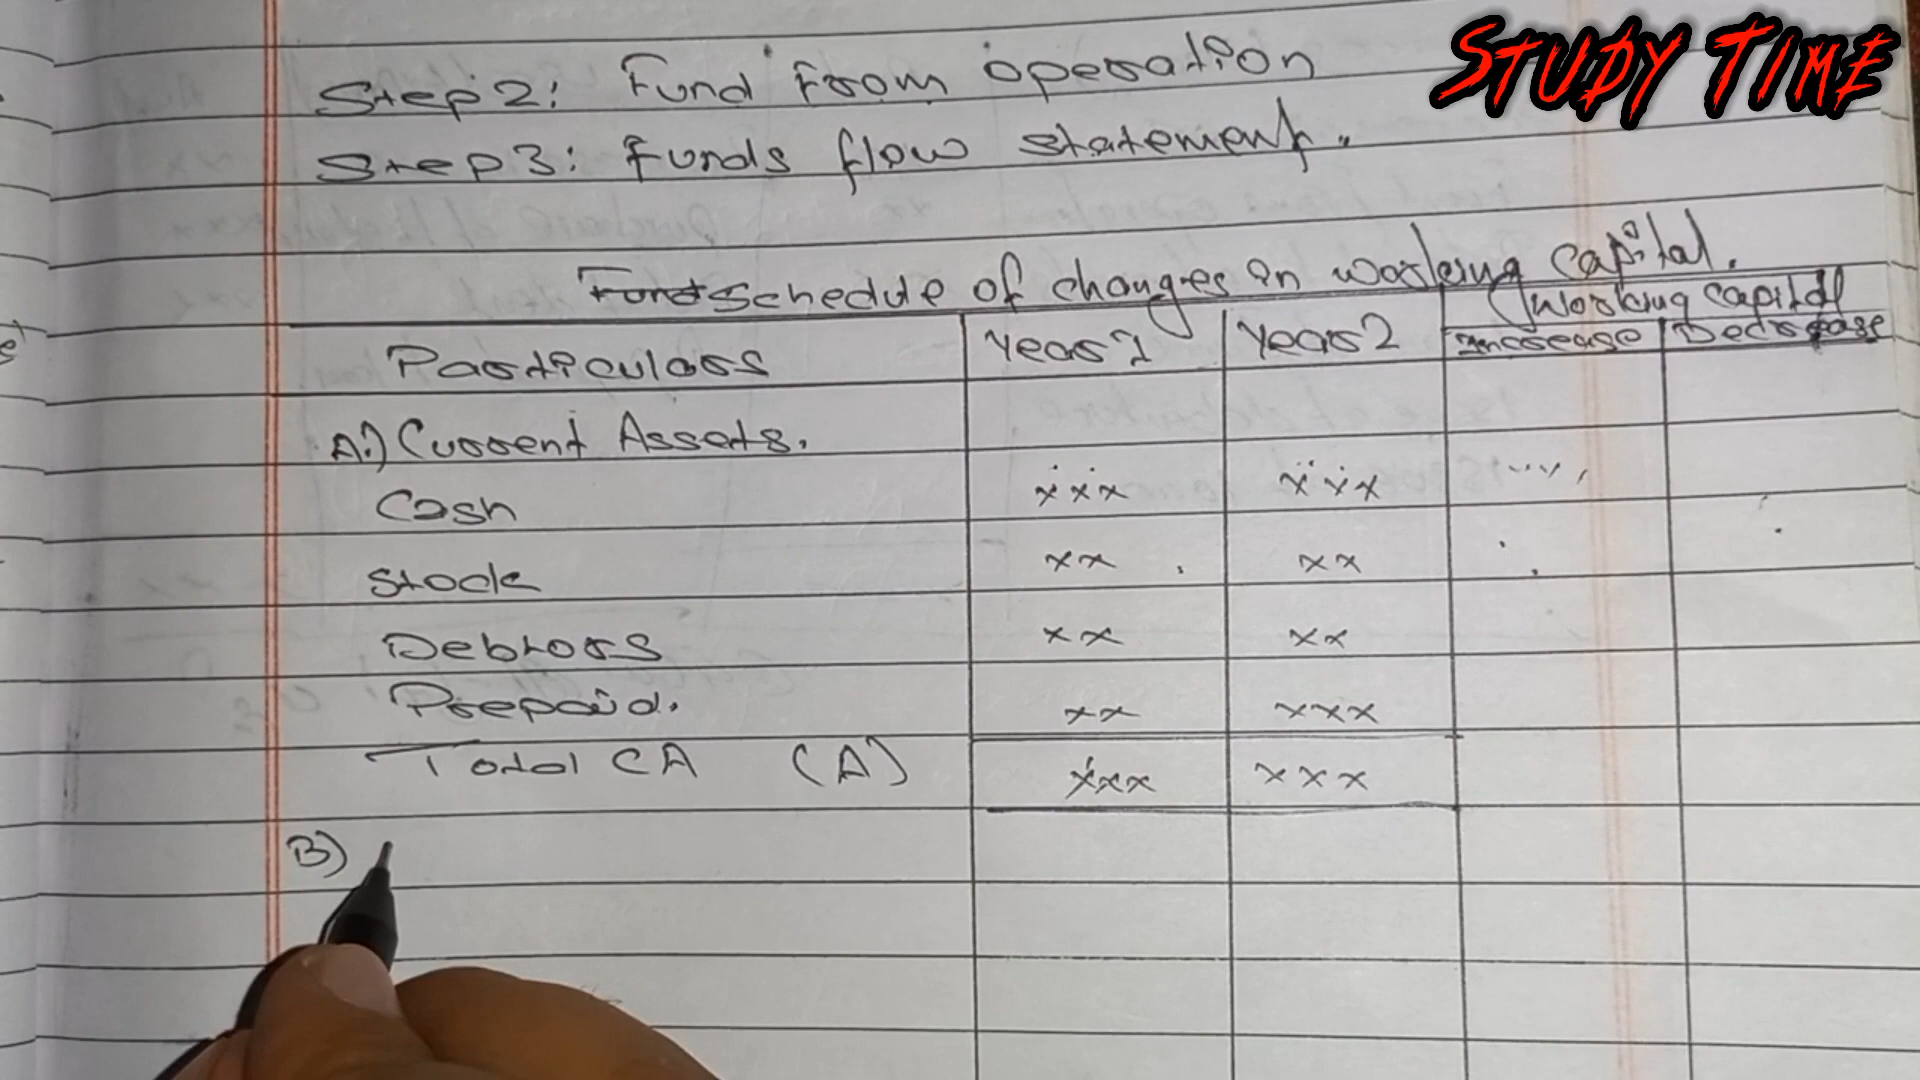 STUDY TIME
Step 2: Fund from operation
Step 3: Funds flow statement.
Fund Schedule of changes in working capital.
Working capital
Particulars Year 1 Year 2 Increase Decrease
A.) Current Assets.
Cash xxx xxx
Stock xx xx
Debtors xx xx
Prepaid. xx xxx
Total CA (A) xxx xxx
B)